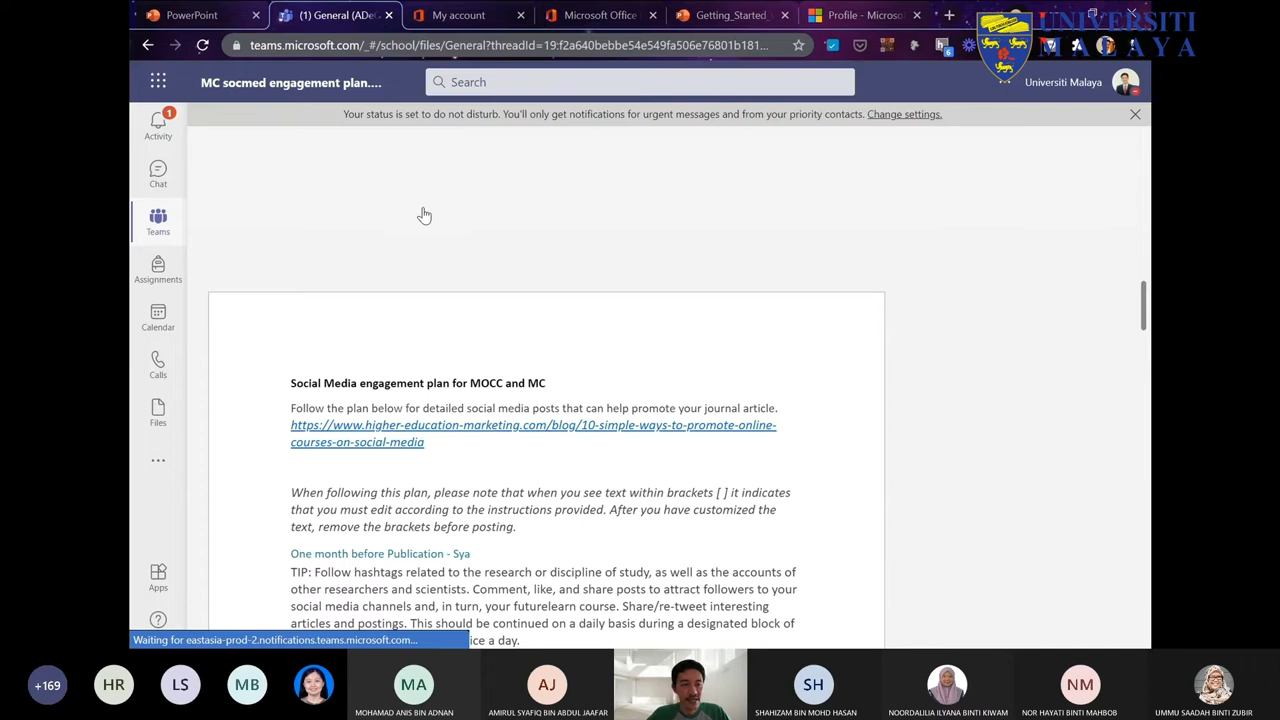 PowerPoint
(1) General (ADe
My account
Microsoft Office
Getting_Started_
Profile - Microso
UNIVERSITI
MALAYA
teams.microsoft.com/_#/school/files/General?threadId=19:f2a640bebbe54e549fa506e76801b181...
6
MC socmed engagement plan....
Search
Universiti Malaya
Your status is set to do not disturb. You'll only get notifications for urgent messages and from your priority contacts. Change settings.
1
Activity
Chat
Teams
Assignments
Calendar
Calls
Files
Apps
Social Media engagement plan for MOCC and MC
Follow the plan below for detailed social media posts that can help promote your journal article.
https://www.higher-education-marketing.com/blog/10-simple-ways-to-promote-online-
courses-on-social-media
When following this plan, please note that when you see text within brackets [ ] it indicates
that you must edit according to the instructions provided. After you have customized the
text, remove the brackets before posting.
One month before Publication - Sya
TIP: Follow hashtags related to the research or discipline of study, as well as the accounts of
other researchers and scientists. Comment, like, and share posts to attract followers to your
social media channels and, in turn, your futurelearn course. Share/re-tweet interesting
articles and postings. This should be continued on a daily basis during a designated block of
ice a day.
Waiting for eastasia-prod-2.notifications.teams.microsoft.com...
+169
HR
LS
MB
MA
AJ
SH
NM
MOHAMAD ANIS BIN ADNAN
AMIRUL SYAFIQ BIN ABDUL JAAFAR
SHAHIZAM BIN MOHD HASAN
NOORDALILIA ILYANA BINTI KIWAM
NOR HAYATI BINTI MAHBOB
UMMU SAADAH BINTI ZUBIR